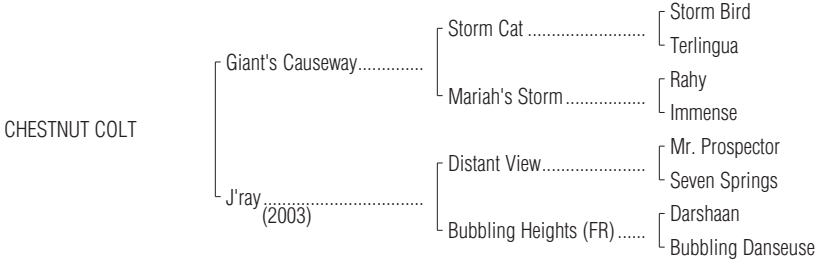 Storm Bird
Storm Cat ........................
Terlingua
Giant's Causeway..............
Rahy
Mariah's Storm .................
Immense
CHESTNUT COLT
Mr. Prospector
Distant View......................
Seven Springs
J'ray..................................
(2003)
Darshaan
Bubbling Heights (FR) ......
Bubbling Danseuse